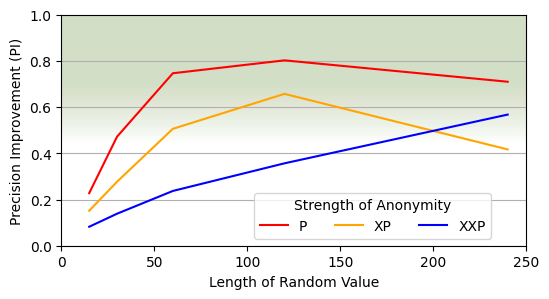 1.0
0.8
0.6
0.4
0.2
0.0
Precision Improvement (PI)
Strength of Anonymity
P XP XXP
0 50 100 150 200 250
Length of Random Value